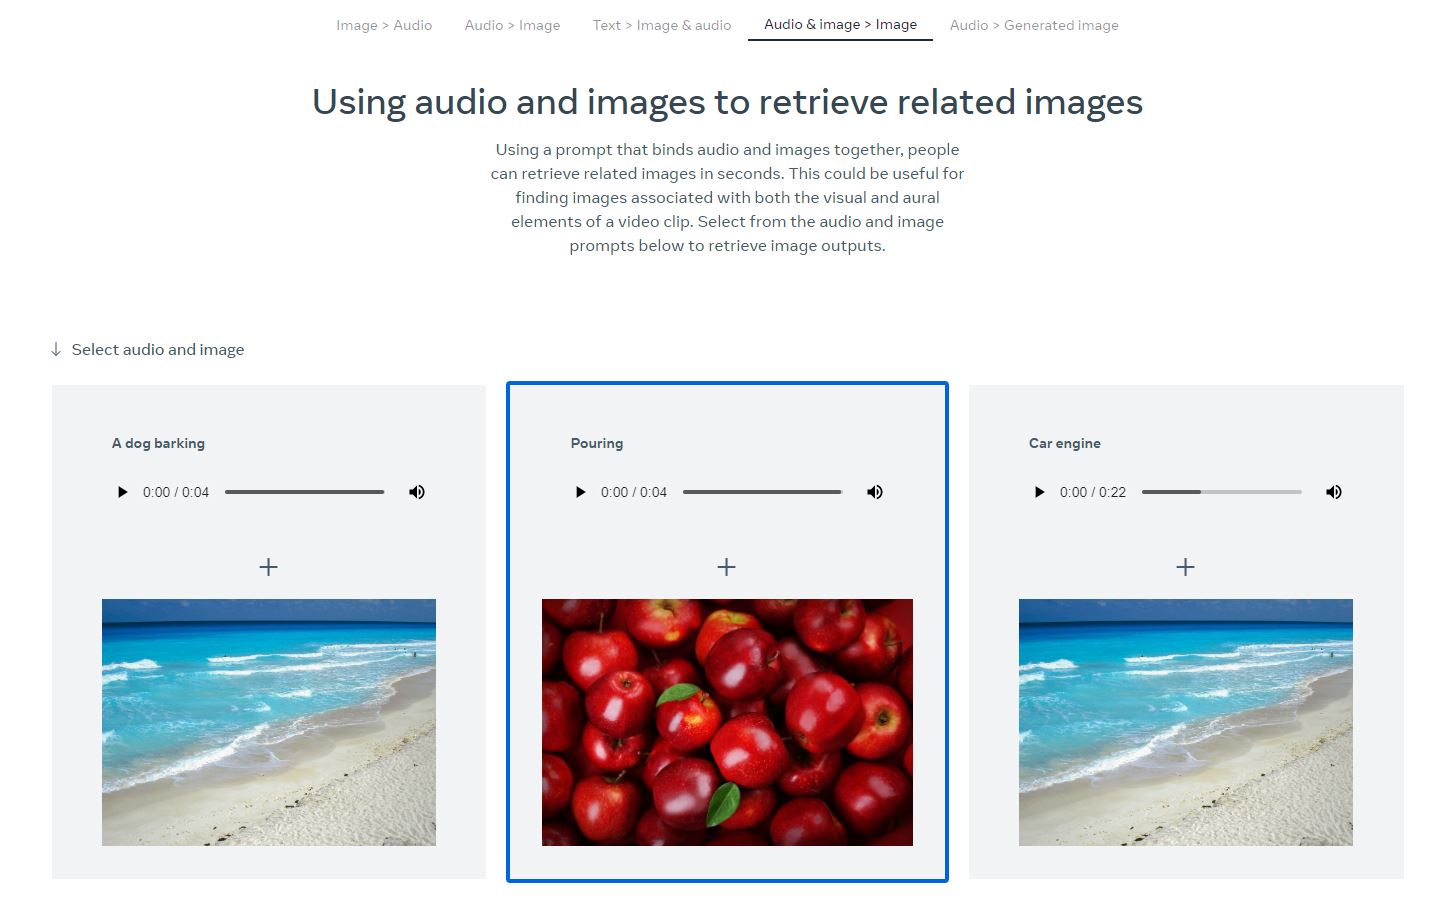 Image > Audio
Audio > Image
Text > Image & audio
Audio & image > Image
Audio > Generated image
Using audio and images to retrieve related images
Using a prompt that binds audio and images together, people
can retrieve related images in seconds. This could be useful for
finding images associated with both the visual and aural
elements of a video clip. Select from the audio and image
prompts below to retrieve image outputs.
↓ Select audio and image
A dog barking
0:00 / 0:04
+
Pouring
0:00 / 0:04
+
Car engine
0:00 / 0:22
+